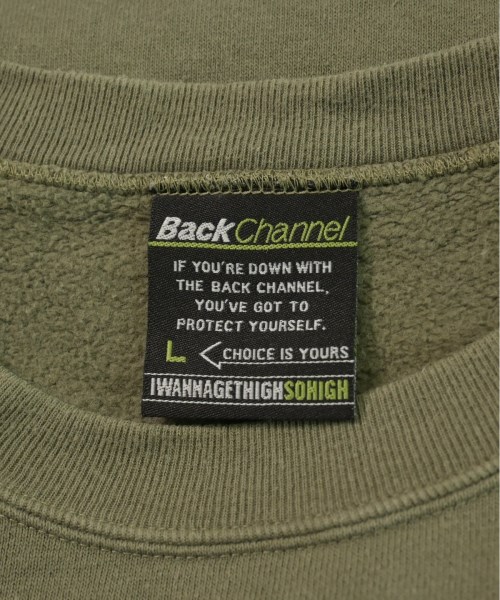 Back Channel
IF YOU'RE DOWN WITH
THE BACK CHANNEL,
YOU'VE GOT TO
PROTECT YOURSELF.
L CHOICE IS YOURS
IWANNAGETHIGHSOHIGH